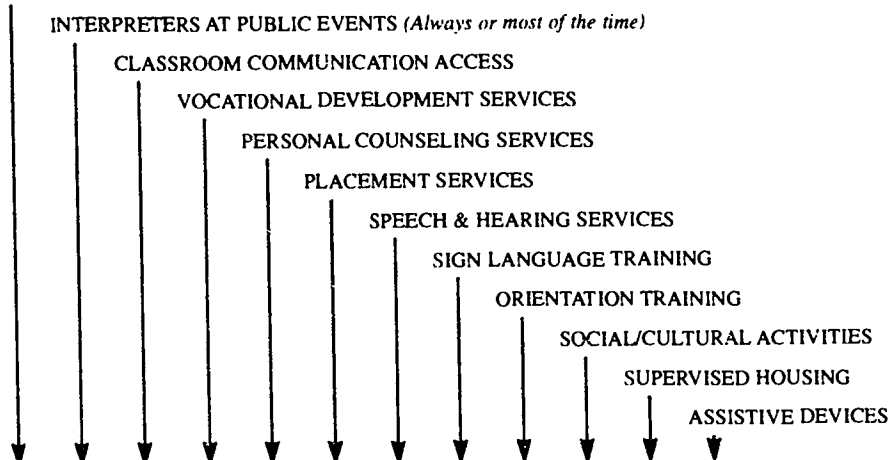 INTERPRETERS AT PUBLIC EVENTS (Always or most of the time)
CLASSROOM COMMUNICATION ACCESS
VOCATIONAL DEVELOPMENT SERVICES
PERSONAL COUNSELING SERVICES
PLACEMENT SERVICES
SPEECH & HEARING SERVICES
SIGN LANGUAGE TRAINING
ORIENTATION TRAINING
SOCIAL/CULTURAL ACTIVITIES
SUPERVISED HOUSING
ASSISTIVE DEVICES